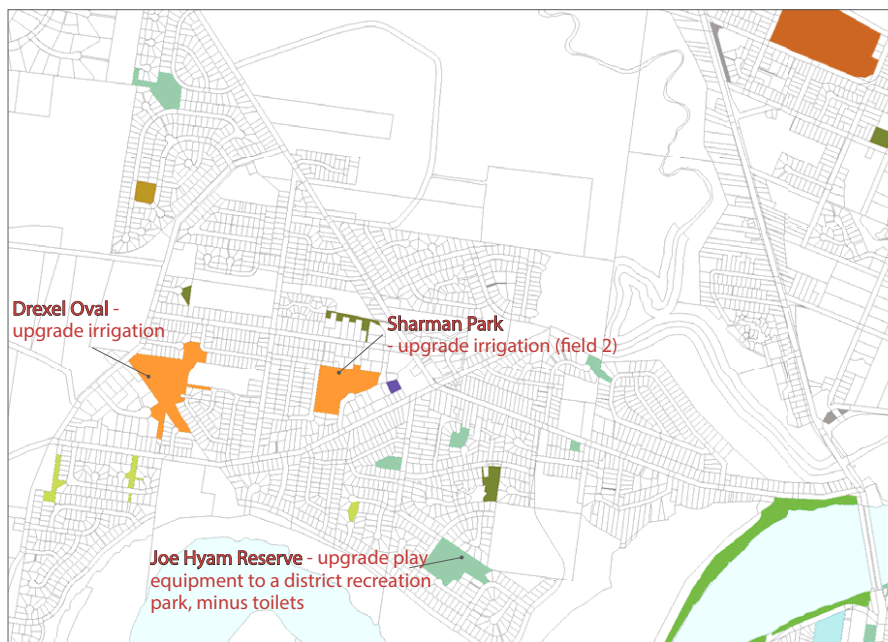 Drexel Oval -
upgrade irrigation
Sharman Park
- upgrade irrigation (field 2)
Joe Hyam Reserve - upgrade play
equipment to a district recreation
park, minus toilets